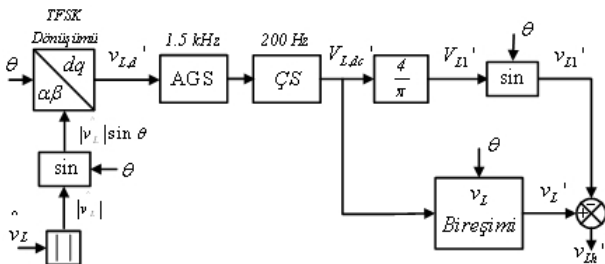 TFSK
Dönüşümü
1.5 kHz
200 Hz
θ
dq
αβ
v_{L,d}'
AGS
ÇS
V_{L,dc}'
4
π
V_{L1}'
θ
sin
v_{L1}'
|v_L| sin θ
sin
θ
|v_L|
v̂_L
||
θ
v_L
Bireşimi
v_L'
+
−
v_{Lh}'